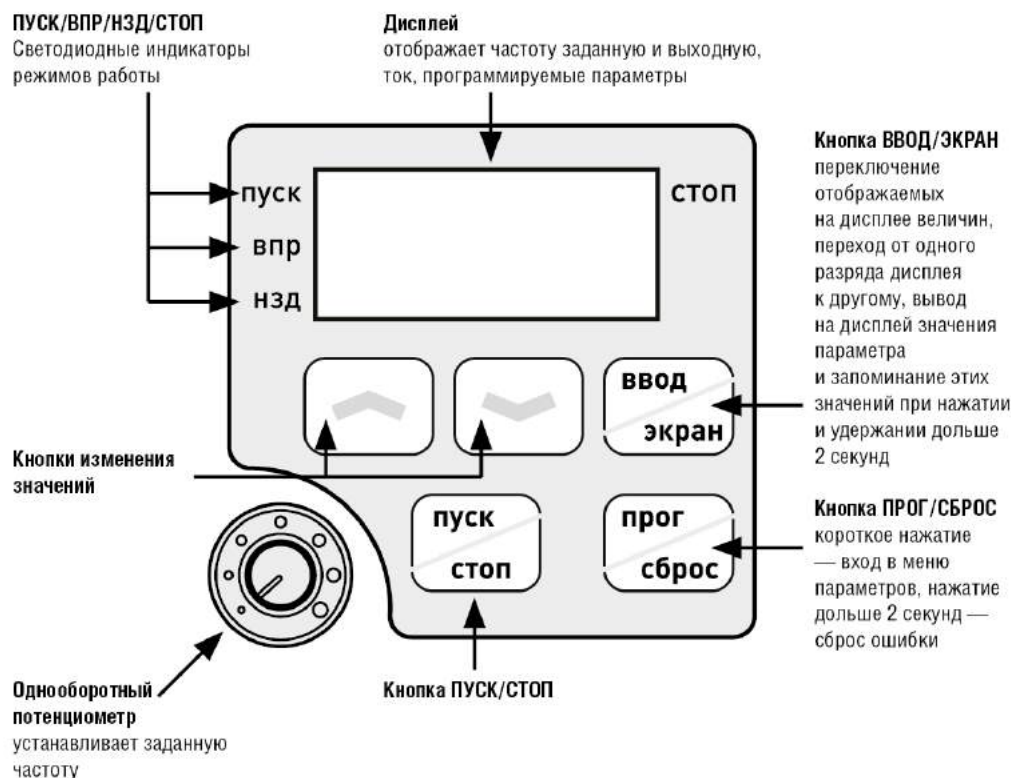 ПУСК/ВПР/НЗД/СТОП
Светодиодные индикаторы
режимов работы
Дисплей
отображает частоту заданную и выходную,
ток, программируемые параметры
Кнопка ВВОД/ЭКРАН
переключение
отображаемых
на дисплее величин,
переход от одного
разряда дисплея
к другому, вывод
на дисплей значения
параметра
и запоминание этих
значений при нажатии
и удержании дольше
2 секунд
пуск
впр
нзд
стоп
ввод
экран
Кнопки изменения
значений
пуск
стоп
прог
сброс
Кнопка ПРОГ/СБРОС
короткое нажатие
— вход в меню
параметров, нажатие
дольше 2 секунд —
сброс ошибки
Однооборотный
потенциометр
устанавливает заданную
частоту
Кнопка ПУСК/СТОП